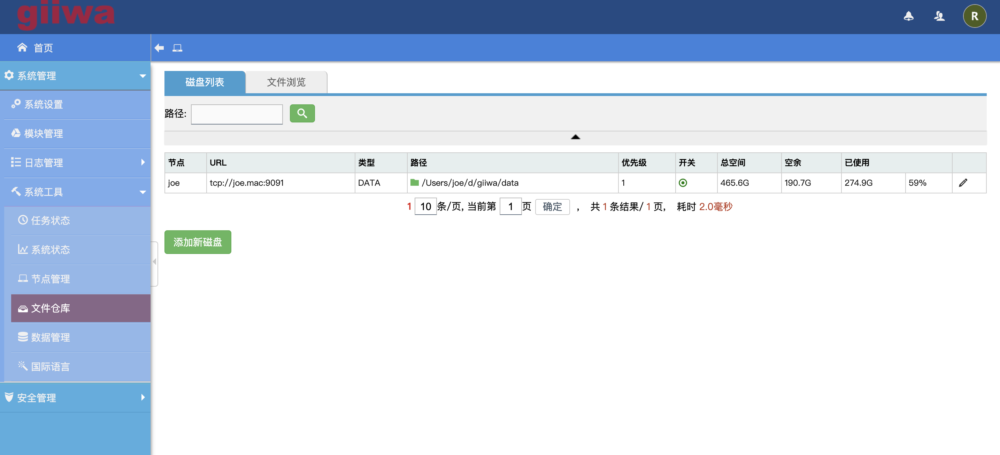 giiwa
R
首页
系统管理
系统设置
模块管理
日志管理
系统工具
任务状态
系统状态
节点管理
文件仓库
数据管理
国际语言
安全管理
磁盘列表 文件浏览
路径:
节点 URL 类型 路径 优先级 开关 总空间 空余 已使用
joe tcp://joe.mac:9091 DATA /Users/joe/d/giiwa/data 1 465.6G 190.7G 274.9G 59%
1 10 条/页, 当前第 1 页 确定 , 共 1 条结果/ 1 页, 耗时 2.0毫秒
添加新磁盘